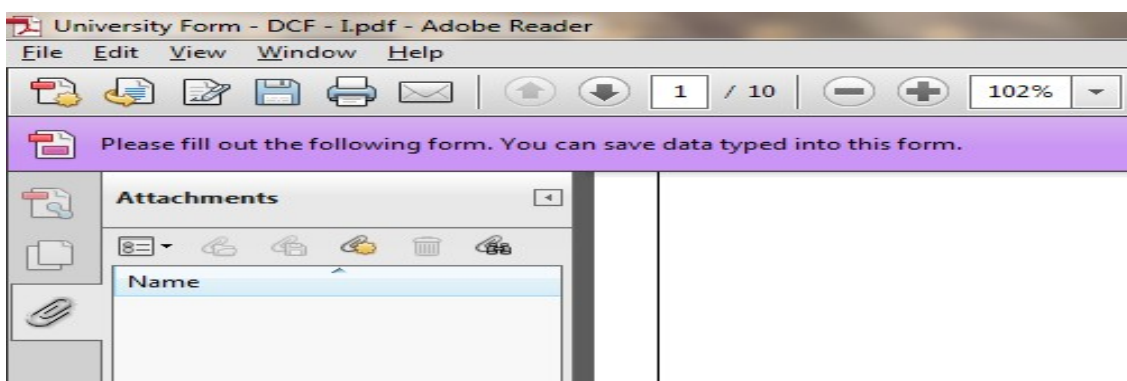 University Form - DCF - I.pdf - Adobe Reader
File Edit View Window Help
1 / 10 102%
Please fill out the following form. You can save data typed into this form.
Attachments
Name